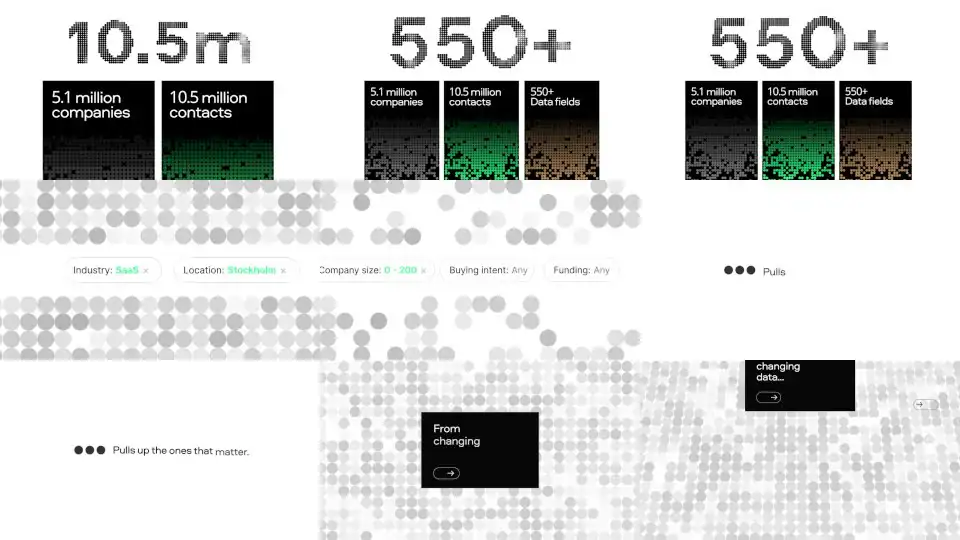 10.5m
5.1 million
companies
10.5 million
contacts
550+
5.1 million
companies
10.5 million
contacts
550+
Data fields
550+
5.1 million
companies
10.5 million
contacts
550+
Data fields
Industry: SaaS ×
Location: Stockholm ×
Company size: 0 - 200 ×
Buying intent: Any
Funding: Any
Pulls
Pulls up the ones that matter.
From
changing
changing
data...